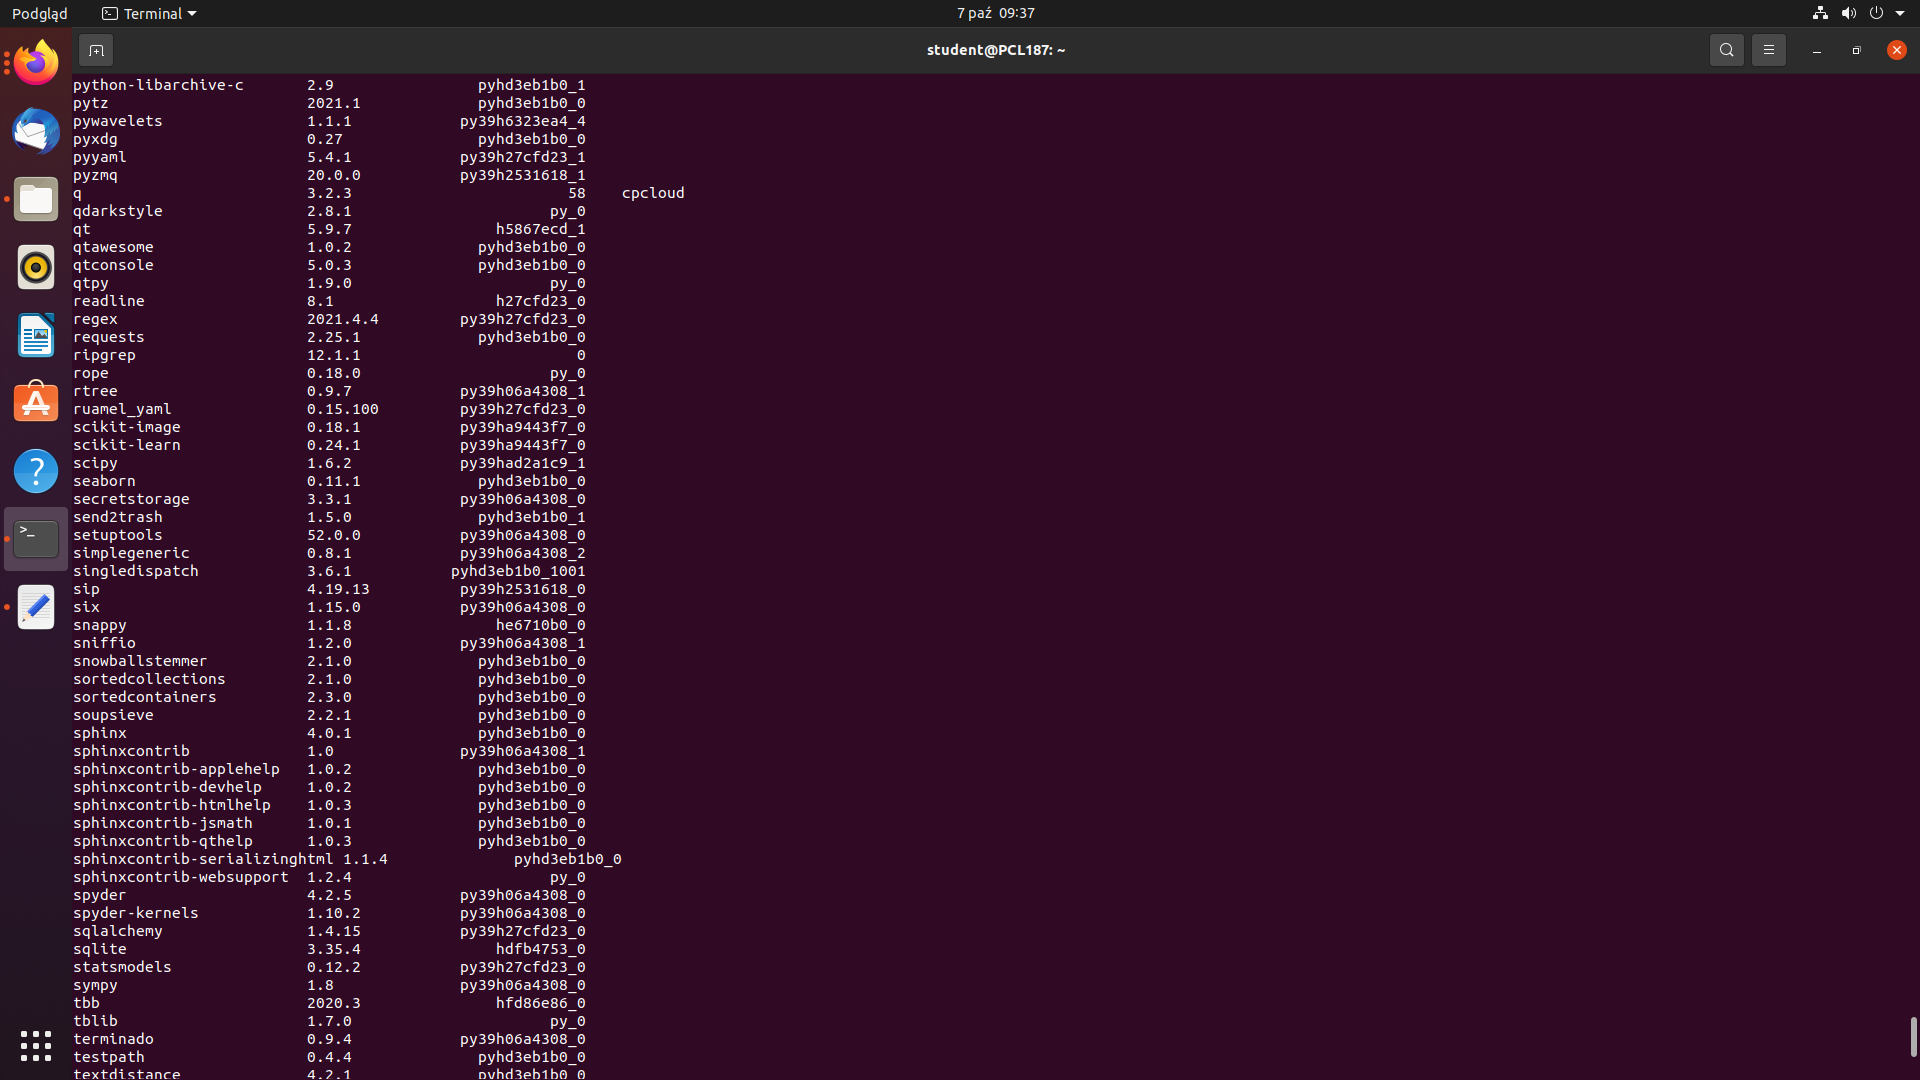 Podgląd Terminal 7 paź 09:37
student@PCL187: ~
python-libarchive-c 2.9 pyhd3eb1b0_1
pytz 2021.1 pyhd3eb1b0_0
pywavelets 1.1.1 py39h6323ea4_4
pyxdg 0.27 pyhd3eb1b0_0
pyyaml 5.4.1 py39h27cfd23_1
pyzmq 20.0.0 py39h2531618_1
q 3.2.3 58 cpcloud
qdarkstyle 2.8.1 py_0
qt 5.9.7 h5867ecd_1
qtawesome 1.0.2 pyhd3eb1b0_0
qtconsole 5.0.3 pyhd3eb1b0_0
qtpy 1.9.0 py_0
readline 8.1 h27cfd23_0
regex 2021.4.4 py39h27cfd23_0
requests 2.25.1 pyhd3eb1b0_0
ripgrep 12.1.1 0
rope 0.18.0 py_0
rtree 0.9.7 py39h06a4308_1
ruamel_yaml 0.15.100 py39h27cfd23_0
scikit-image 0.18.1 py39ha9443f7_0
scikit-learn 0.24.1 py39ha9443f7_0
scipy 1.6.2 py39had2a1c9_1
seaborn 0.11.1 pyhd3eb1b0_0
secretstorage 3.3.1 py39h06a4308_0
send2trash 1.5.0 pyhd3eb1b0_1
setuptools 52.0.0 py39h06a4308_0
simplegeneric 0.8.1 py39h06a4308_2
singledispatch 3.6.1 pyhd3eb1b0_1001
sip 4.19.13 py39h2531618_0
six 1.15.0 py39h06a4308_0
snappy 1.1.8 he6710b0_0
sniffio 1.2.0 py39h06a4308_1
snowballstemmer 2.1.0 pyhd3eb1b0_0
sortedcollections 2.1.0 pyhd3eb1b0_0
sortedcontainers 2.3.0 pyhd3eb1b0_0
soupsieve 2.2.1 pyhd3eb1b0_0
sphinx 4.0.1 pyhd3eb1b0_0
sphinxcontrib 1.0 py39h06a4308_1
sphinxcontrib-applehelp 1.0.2 pyhd3eb1b0_0
sphinxcontrib-devhelp 1.0.2 pyhd3eb1b0_0
sphinxcontrib-htmlhelp 1.0.3 pyhd3eb1b0_0
sphinxcontrib-jsmath 1.0.1 pyhd3eb1b0_0
sphinxcontrib-qthelp 1.0.3 pyhd3eb1b0_0
sphinxcontrib-serializinghtml 1.1.4 pyhd3eb1b0_0
sphinxcontrib-websupport 1.2.4 py_0
spyder 4.2.5 py39h06a4308_0
spyder-kernels 1.10.2 py39h06a4308_0
sqlalchemy 1.4.15 py39h27cfd23_0
sqlite 3.35.4 hdfb4753_0
statsmodels 0.12.2 py39h27cfd23_0
sympy 1.8 py39h06a4308_0
tbb 2020.3 hfd86e86_0
tblib 1.7.0 py_0
terminado 0.9.4 py39h06a4308_0
testpath 0.4.4 pyhd3eb1b0_0
textdistance 4.2.1 pyhd3eb1b0_0